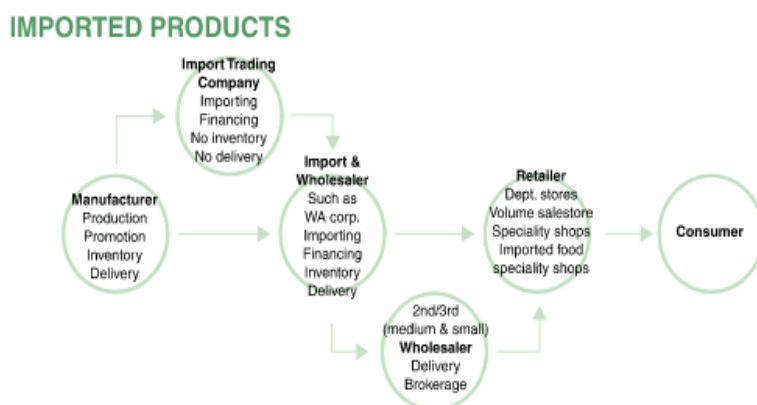 IMPORTED PRODUCTS
Import Trading
Company
Importing
Financing
No inventory
No delivery
Manufacturer
Production
Promotion
Inventory
Delivery
Import &
Wholesaler
Such as
WA corp.
Importing
Financing
Inventory
Delivery
2nd/3rd
(medium & small)
Wholesaler
Delivery
Brokerage
Retailer
Dept. stores
Volume salestore
Speciality shops
Imported food
speciality shops
Consumer